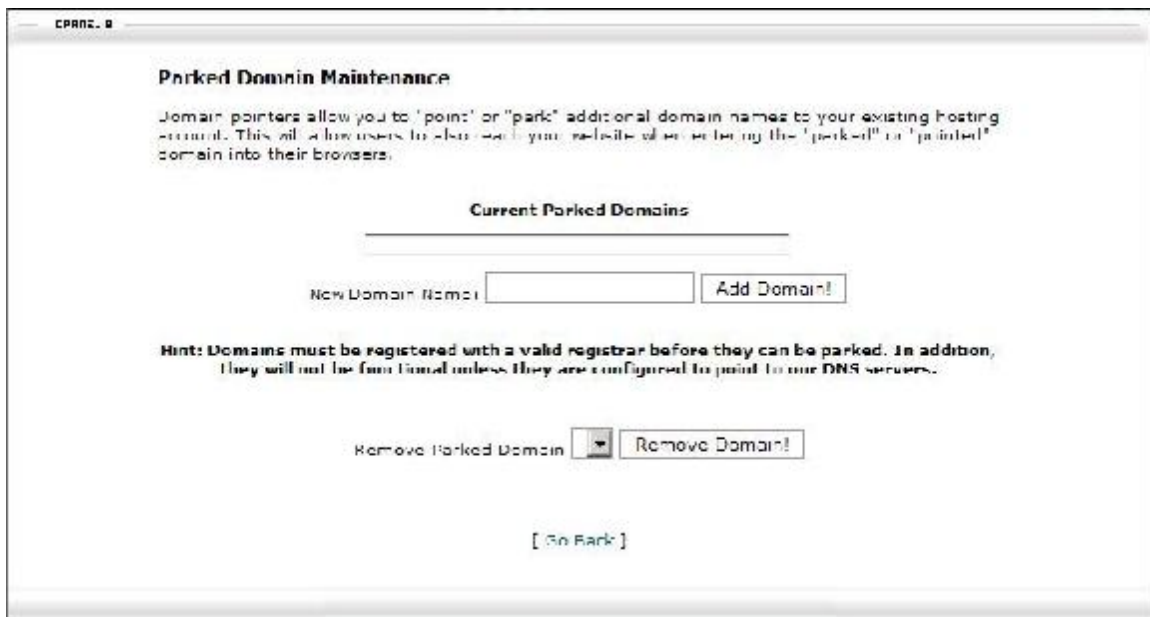 Parked Domain Maintenance
Domain pointers allow you to "point" or "park" additional domain names to your existing hosting
account. This will allow users to also reach your website when entering the "parked" or "pointed"
domain into their browsers.
Current Parked Domains
New Domain Name: Add Domain!
Hint: Domains must be registered with a valid registrar before they can be parked. In addition,
they will not be functional unless they are configured to point to our DNS servers.
Remove Parked Domain Remove Domain!
[ Go Back ]